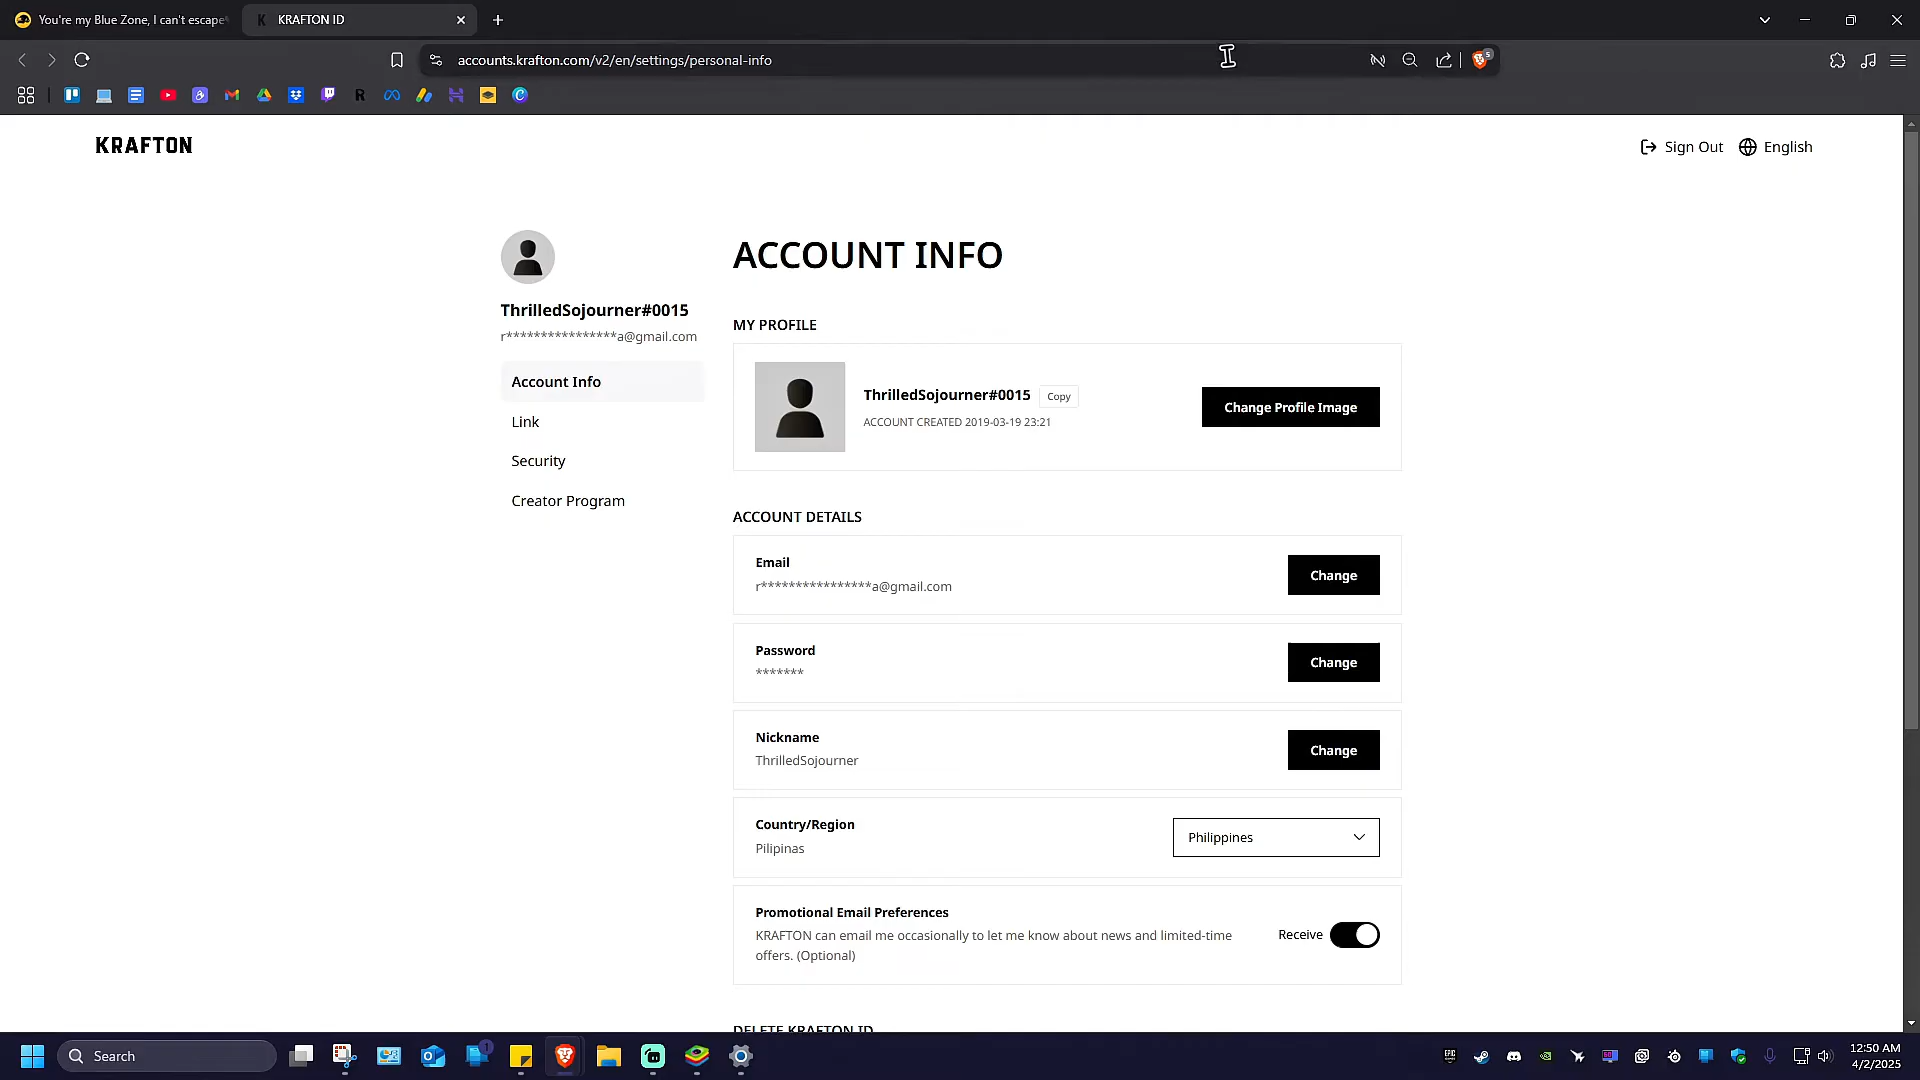 You're my Blue Zone, I can't escape
KRAFTON ID
accounts.krafton.com/v2/en/settings/personal-info
5
KRAFTON
Sign Out
English
ThrilledSojourner#0015
r****************a@gmail.com
Account Info
Link
Security
Creator Program
ACCOUNT INFO
MY PROFILE
ThrilledSojourner#0015
Copy
ACCOUNT CREATED 2019-03-19 23:21
Change Profile Image
ACCOUNT DETAILS
Email
r****************a@gmail.com
Change
Password
*******
Change
Nickname
ThrilledSojourner
Change
Country/Region
Pilipinas
Philippines
Promotional Email Preferences
KRAFTON can email me occasionally to let me know about news and limited-time
offers. (Optional)
Receive
DELETE KRAFTON ID
Search
12:50 AM
4/2/2025